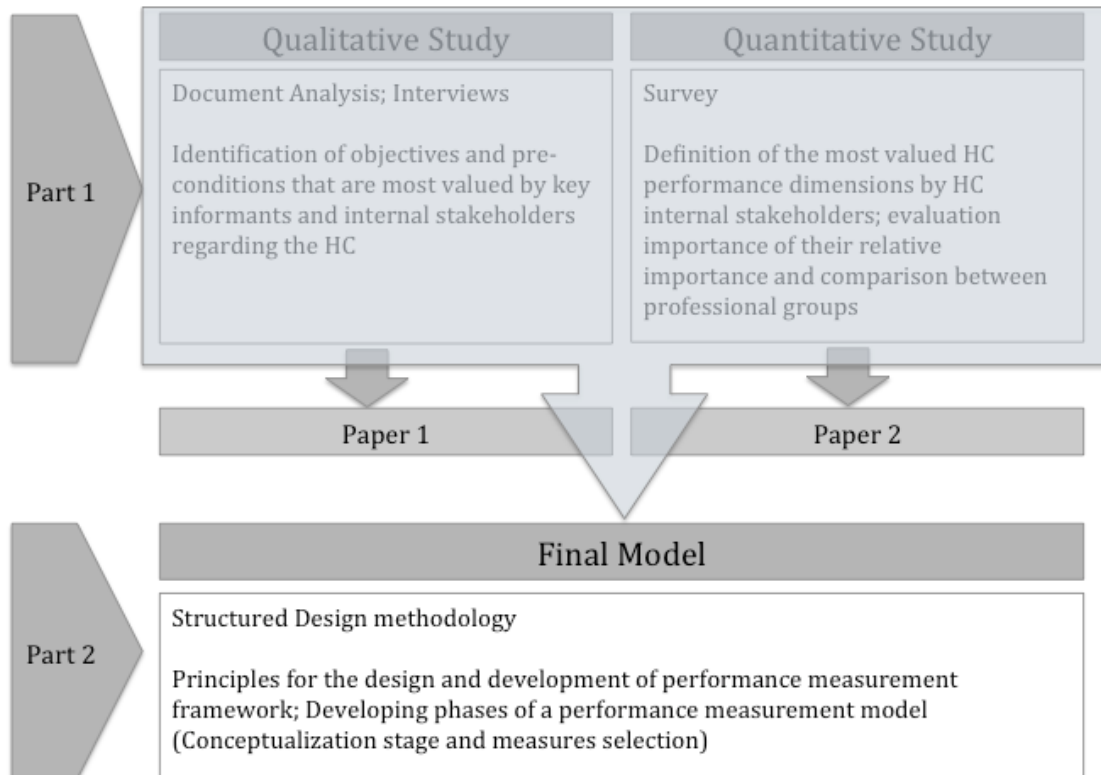 Part 1
Qualitative Study
Document Analysis; Interviews
Identification of objectives and pre-
conditions that are most valued by key
informants and internal stakeholders
regarding the HC
Quantitative Study
Survey
Definition of the most valued HC
performance dimensions by HC
internal stakeholders; evaluation
importance of their relative
importance and comparison between
professional groups
Paper 1
Paper 2
Part 2
Final Model
Structured Design methodology
Principles for the design and development of performance measurement
framework; Developing phases of a performance measurement model
(Conceptualization stage and measures selection)